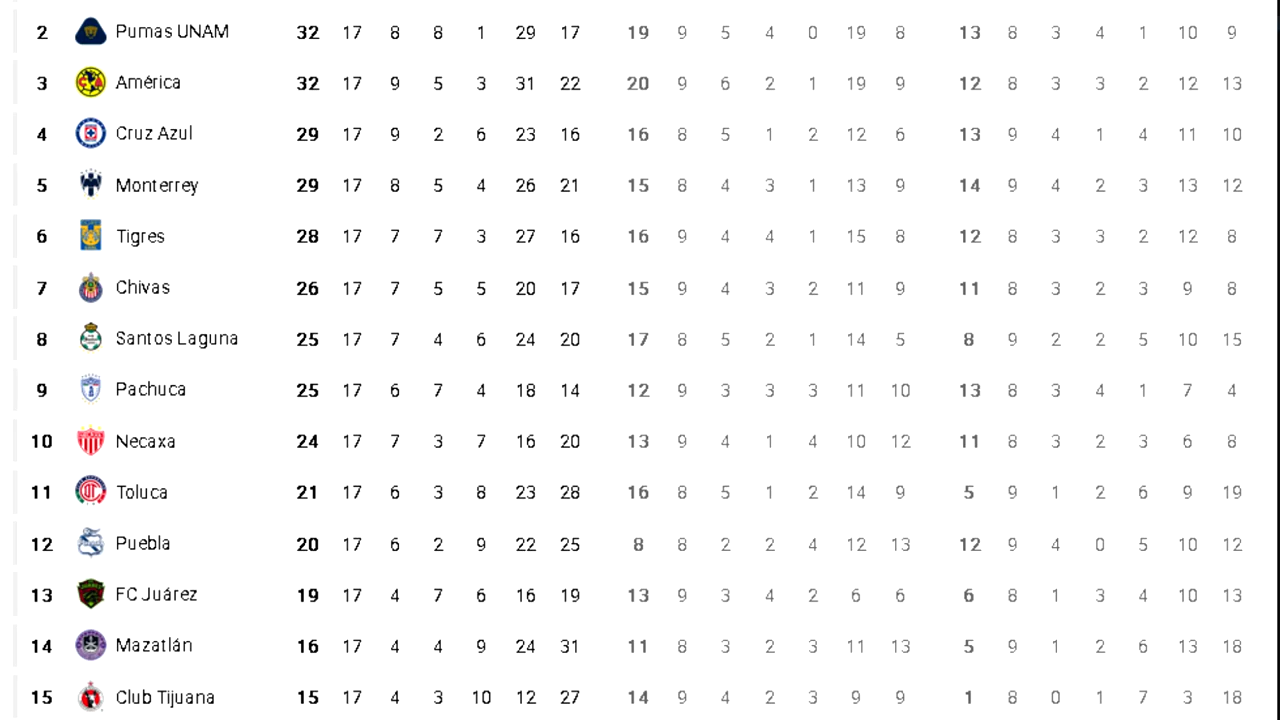 2 Pumas UNAM 32 17 8 8 1 29 17 19 9 5 4 0 19 8 13 8 3 4 1 10 9
3 América 32 17 9 5 3 31 22 20 9 6 2 1 19 9 12 8 3 3 2 12 13
4 Cruz Azul 29 17 9 2 6 23 16 16 8 5 1 2 12 6 13 9 4 1 4 11 10
5 Monterrey 29 17 8 5 4 26 21 15 8 4 3 1 13 9 14 9 4 2 3 13 12
6 Tigres 28 17 7 7 3 27 16 16 9 4 4 1 15 8 12 8 3 3 2 12 8
7 Chivas 26 17 7 5 5 20 17 15 9 4 3 2 11 9 11 8 3 2 3 9 8
8 Santos Laguna 25 17 7 4 6 24 20 17 8 5 2 1 14 5 8 9 2 2 5 10 15
9 Pachuca 25 17 6 7 4 18 14 12 9 3 3 3 11 10 13 8 3 4 1 7 4
10 Necaxa 24 17 7 3 7 16 20 13 9 4 1 4 10 12 11 8 3 2 3 6 8
11 Toluca 21 17 6 3 8 23 28 16 8 5 1 2 14 9 5 9 1 2 6 9 19
12 Puebla 20 17 6 2 9 22 25 8 8 2 2 4 12 13 12 9 4 0 5 10 12
13 FC Juárez 19 17 4 7 6 16 19 13 9 3 4 2 6 6 6 8 1 3 4 10 13
14 Mazatlán 16 17 4 4 9 24 31 11 8 3 2 3 11 13 5 9 1 2 6 13 18
15 Club Tijuana 15 17 4 3 10 12 27 14 9 4 2 3 9 9 1 8 0 1 7 3 18